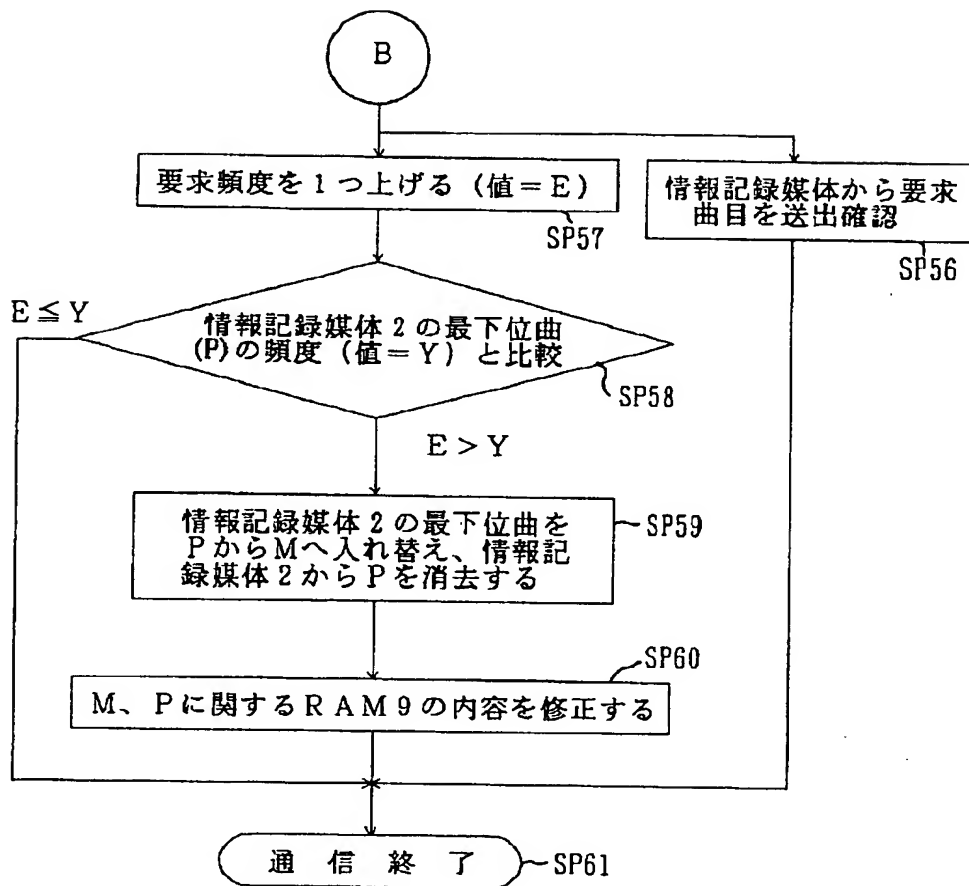 B
要求頻度を1つ上げる（値＝E）
SP57
情報記録媒体から要求
曲目を送出確認
SP56
E≦Y
情報記録媒体2の最下位曲
(P)の頻度（値＝Y）と比較
SP58
E＞Y
情報記録媒体2の最下位曲を
PからMへ入れ替え、情報記
録媒体2からPを消去する
SP59
SP60
M、Pに関するRAM9の内容を修正する
通信終了
SP61